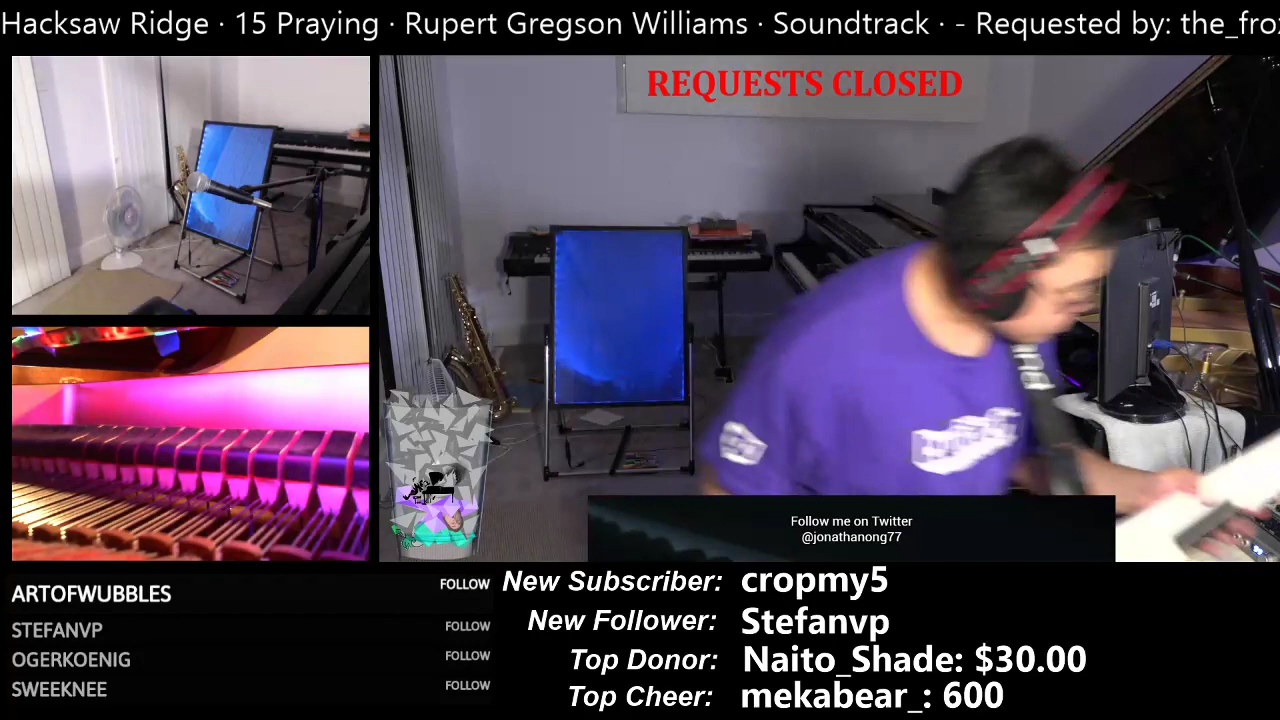 Hacksaw Ridge · 15 Praying · Rupert Gregson Williams · Soundtrack · - Requested by: the_fro
REQUESTS CLOSED
Follow me on Twitter
@jonathanong77
ARTOFWUBBLES FOLLOW
STEFANVP FOLLOW
OGERKOENIG FOLLOW
SWEEKNEE FOLLOW
New Subscriber: cropmy5
New Follower: Stefanvp
Top Donor: Naito_Shade: $30.00
Top Cheer: mekabear_: 600